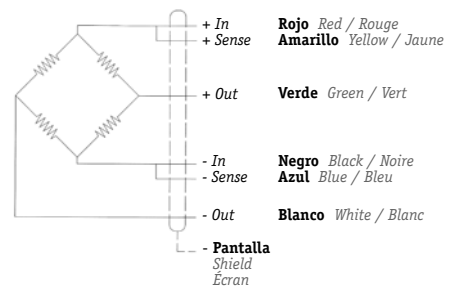 + In Rojo Red / Rouge
+ Sense Amarillo Yellow / Jaune
+ Out Verde Green / Vert
- In Negro Black / Noire
- Sense Azul Blue / Bleu
- Out Blanco White / Blanc
- Pantalla
Shield
Écran